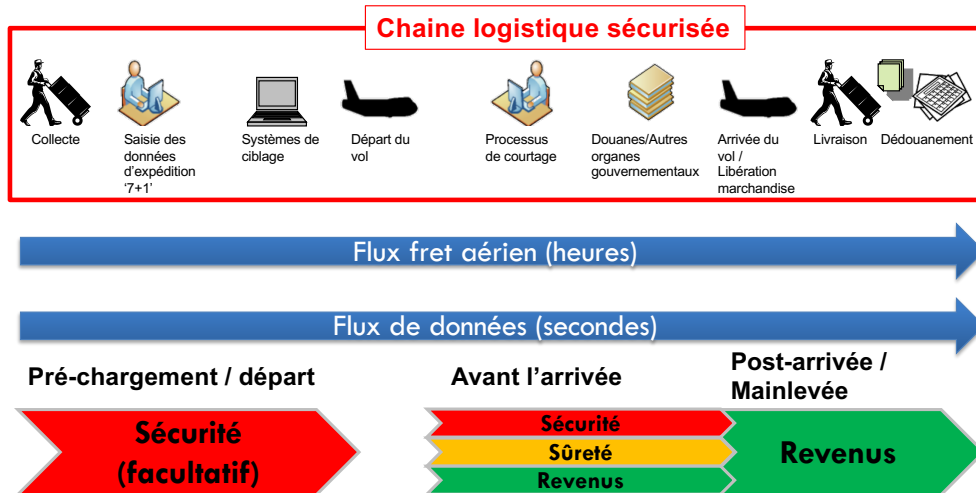 Chaine logistique sécurisée
Collecte
Saisie des
données
d'expédition
'7+1'
Systèmes de
ciblage
Départ du
vol
Processus
de courtage
Douanes/Autres
organes
gouvernementaux
Arrivée du
vol /
Libération
marchandise
Livraison
Dédouanement
Flux fret aérien (heures)
Flux de données (secondes)
Pré-chargement / départ
Avant l'arrivée
Post-arrivée /
Mainlevée
Sécurité
(facultatif)
Sécurité
Sûreté
Revenus
Revenus